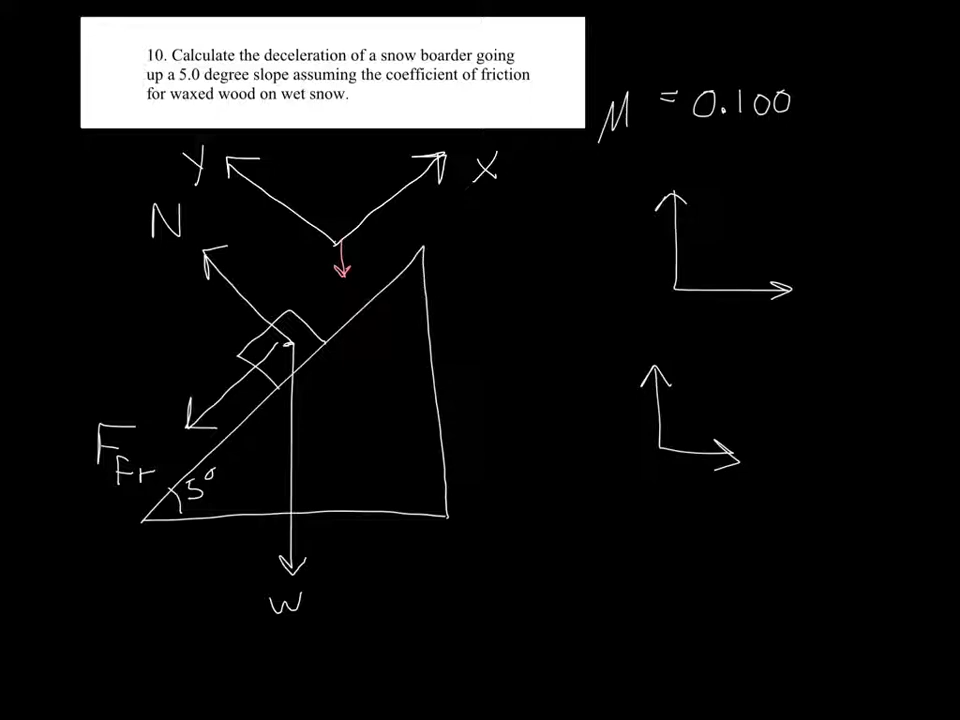 10. Calculate the deceleration of a snow boarder going
up a 5.0 degree slope assuming the coefficient of friction
for waxed wood on wet snow.
μ = 0.100
y
x
N
F Fr
5°
w